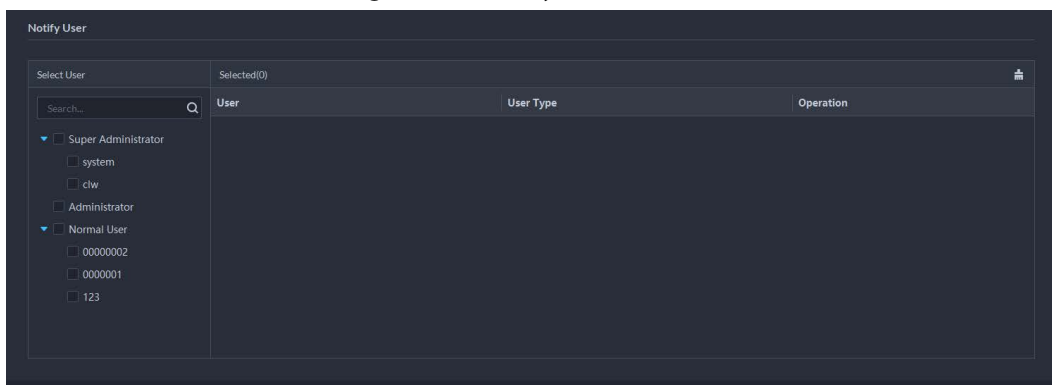 Notify User
Select User
Selected(0)
Search...
User
User Type
Operation
Super Administrator
system
clw
Administrator
Normal User
00000002
0000001
123